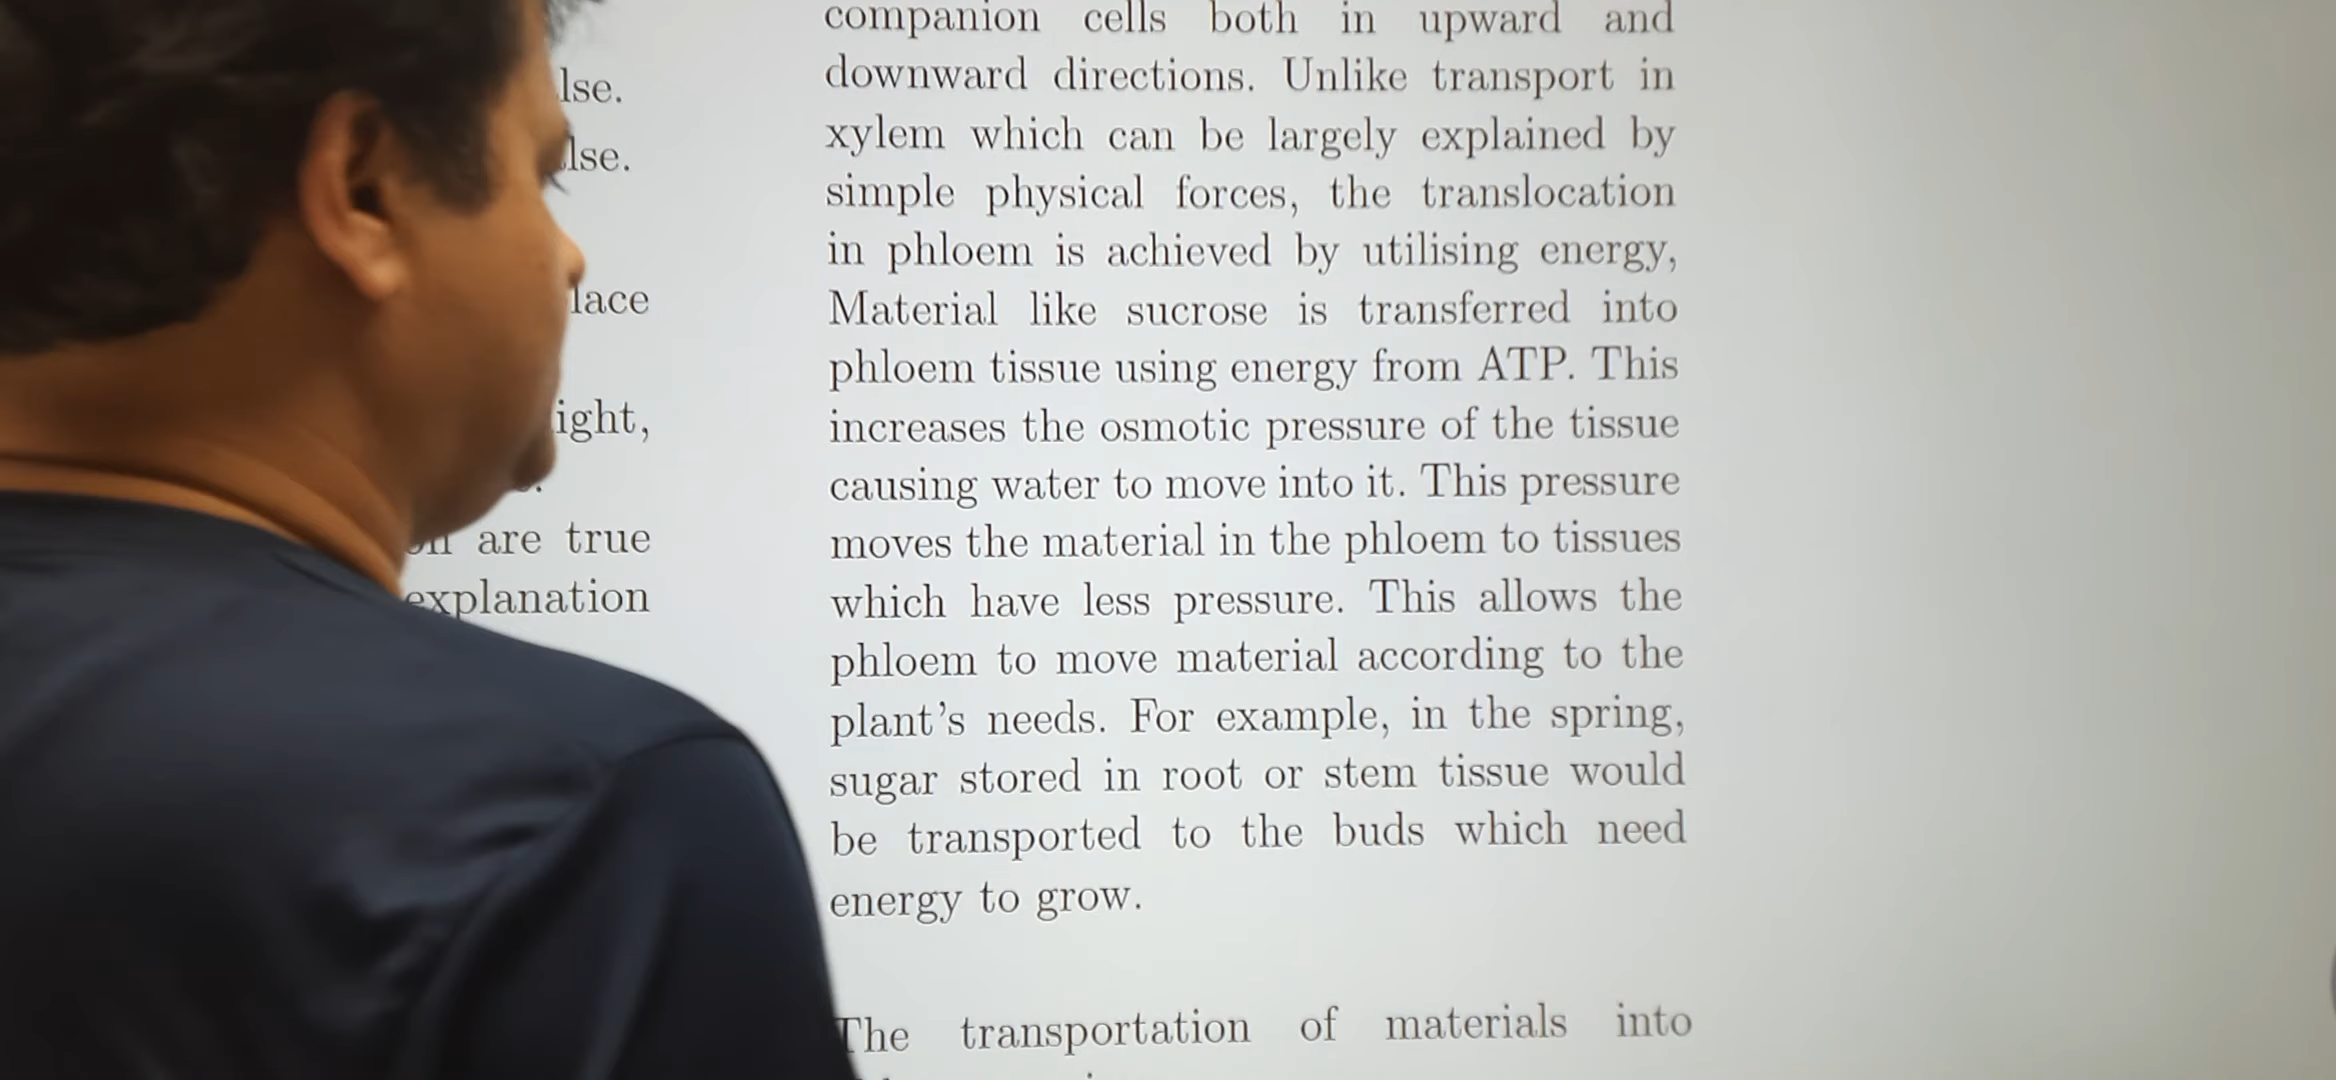 lse.
lse.
lace
ight,
are true
explanation
companion cells both in upward and
downward directions. Unlike transport in
xylem which can be largely explained by
simple physical forces, the translocation
in phloem is achieved by utilising energy,
Material like sucrose is transferred into
phloem tissue using energy from ATP. This
increases the osmotic pressure of the tissue
causing water to move into it. This pressure
moves the material in the phloem to tissues
which have less pressure. This allows the
phloem to move material according to the
plant's needs. For example, in the spring,
sugar stored in root or stem tissue would
be transported to the buds which need
energy to grow.
The transportation of materials into